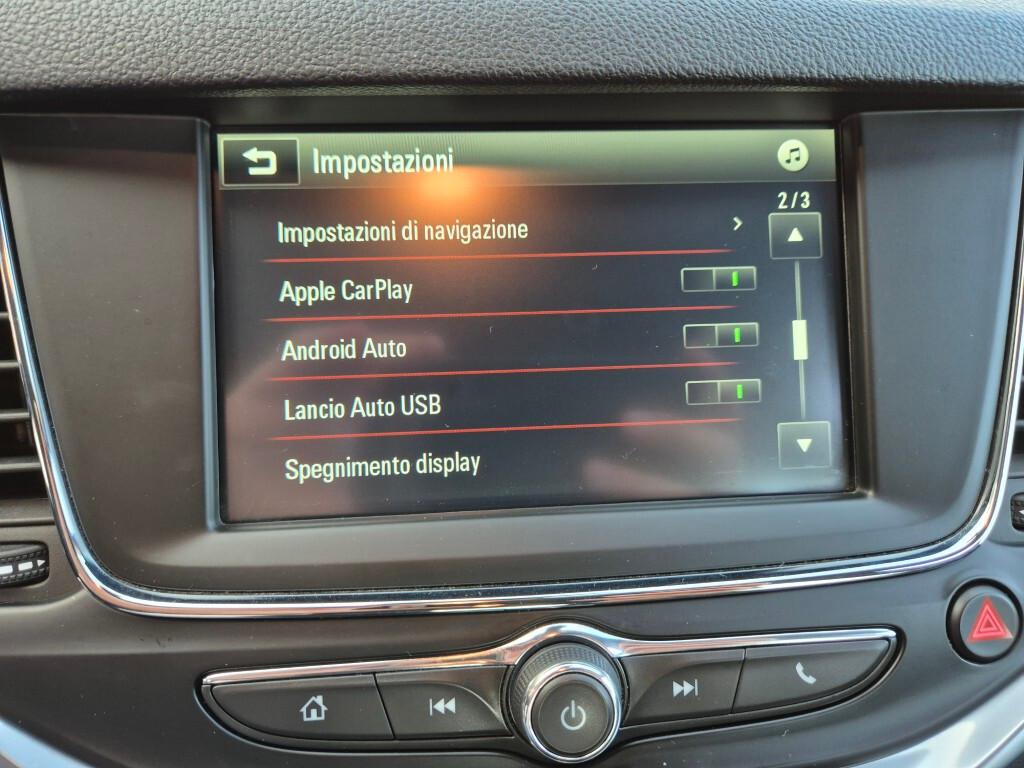 Impostazioni
2/3
Impostazioni di navigazione
Apple CarPlay
Android Auto
Lancio Auto USB
Spegnimento display